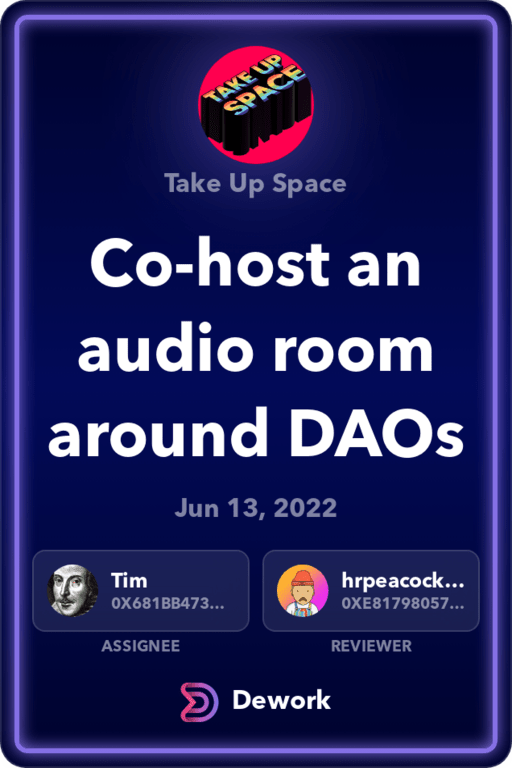 TAKE UP
SPACE
Take Up Space
Co-host an
audio room
around DAOs
Jun 13, 2022
Tim
0X681BB473...
hrpeacock...
0XE81798057...
ASSIGNEE
REVIEWER
Dework